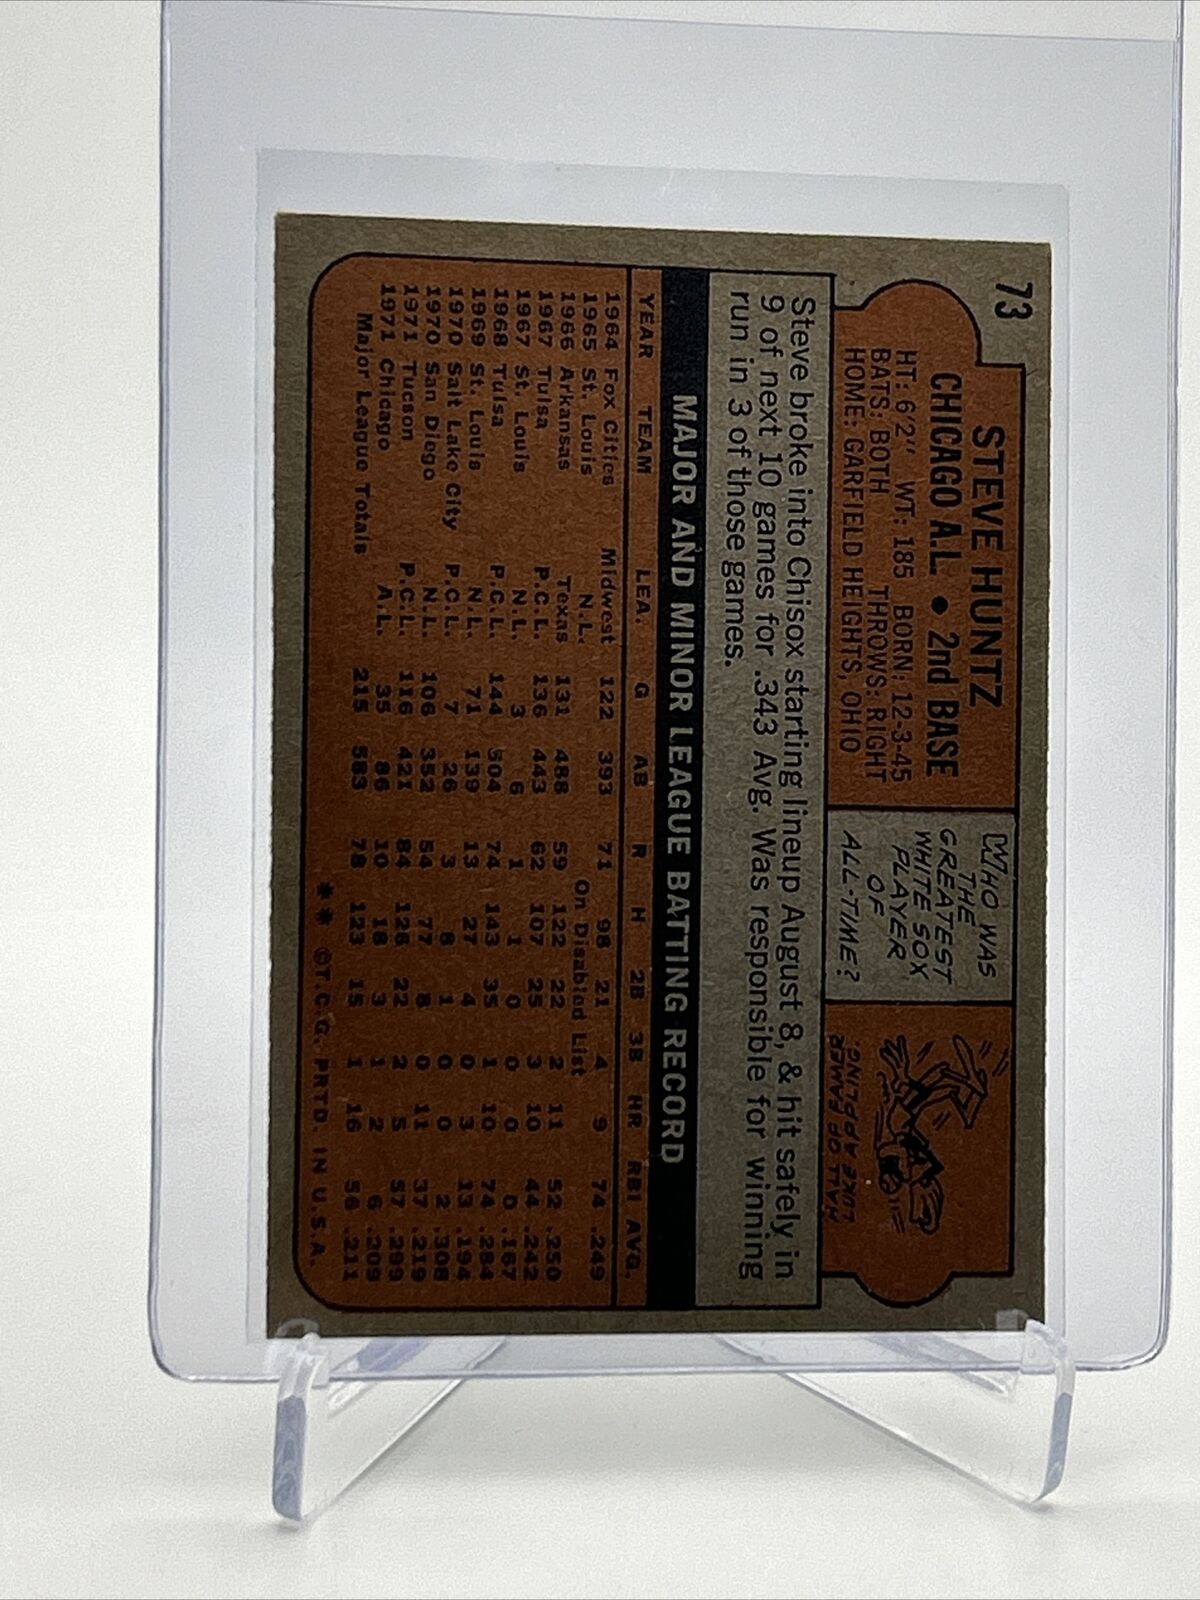 73
STEVE HUNTZ
CHICAGO A.L. • 2nd BASE
HT: 6'2" WT: 185 BORN: 12-3-45
BATS: BOTH THROWS: RIGHT
HOME: GARFIELD HEIGHTS, OHIO
WHO WAS
THE
GREATEST
WHITE SOX
PLAYER
OF
ALL-TIME?
LUKE APPLING,
HALL OF FAMER
Steve broke into Chisox starting lineup August 8, & hit safely in
9 of next 10 games for .343 Avg. Was responsible for winning
run in 3 of those games.
MAJOR AND MINOR LEAGUE BATTING RECORD
YEAR TEAM LEA. G AB R H 2B 3B HR RBI AVG.
1964 Fox Cities Midwest 122 393 71 98 21 4 9 74 .249
1965 St. Louis N.L. On Disabled List
1966 Arkansas Texas 131 488 59 122 22 2 11 52 .250
1967 Tulsa P.C.L. 136 443 62 107 25 3 10 44 .242
1967 St. Louis N.L. 3 6 1 1 0 0 0 0 .167
1968 Tulsa P.C.L. 144 504 74 143 35 1 10 74 .284
1969 St. Louis N.L. 71 139 13 27 4 0 3 13 .194
1970 Salt Lake City P.C.L. 7 26 3 8 1 0 0 2 .308
1970 San Diego N.L. 106 352 54 77 8 0 11 37 .219
1971 Tucson P.C.L. 116 421 84 126 22 2 5 57 .299
1971 Chicago A.L. 35 86 10 18 3 1 2 6 .209
Major League Totals 215 583 78 123 15 1 16 56 .211
** ©T.C.G. PRTD. IN U.S.A.